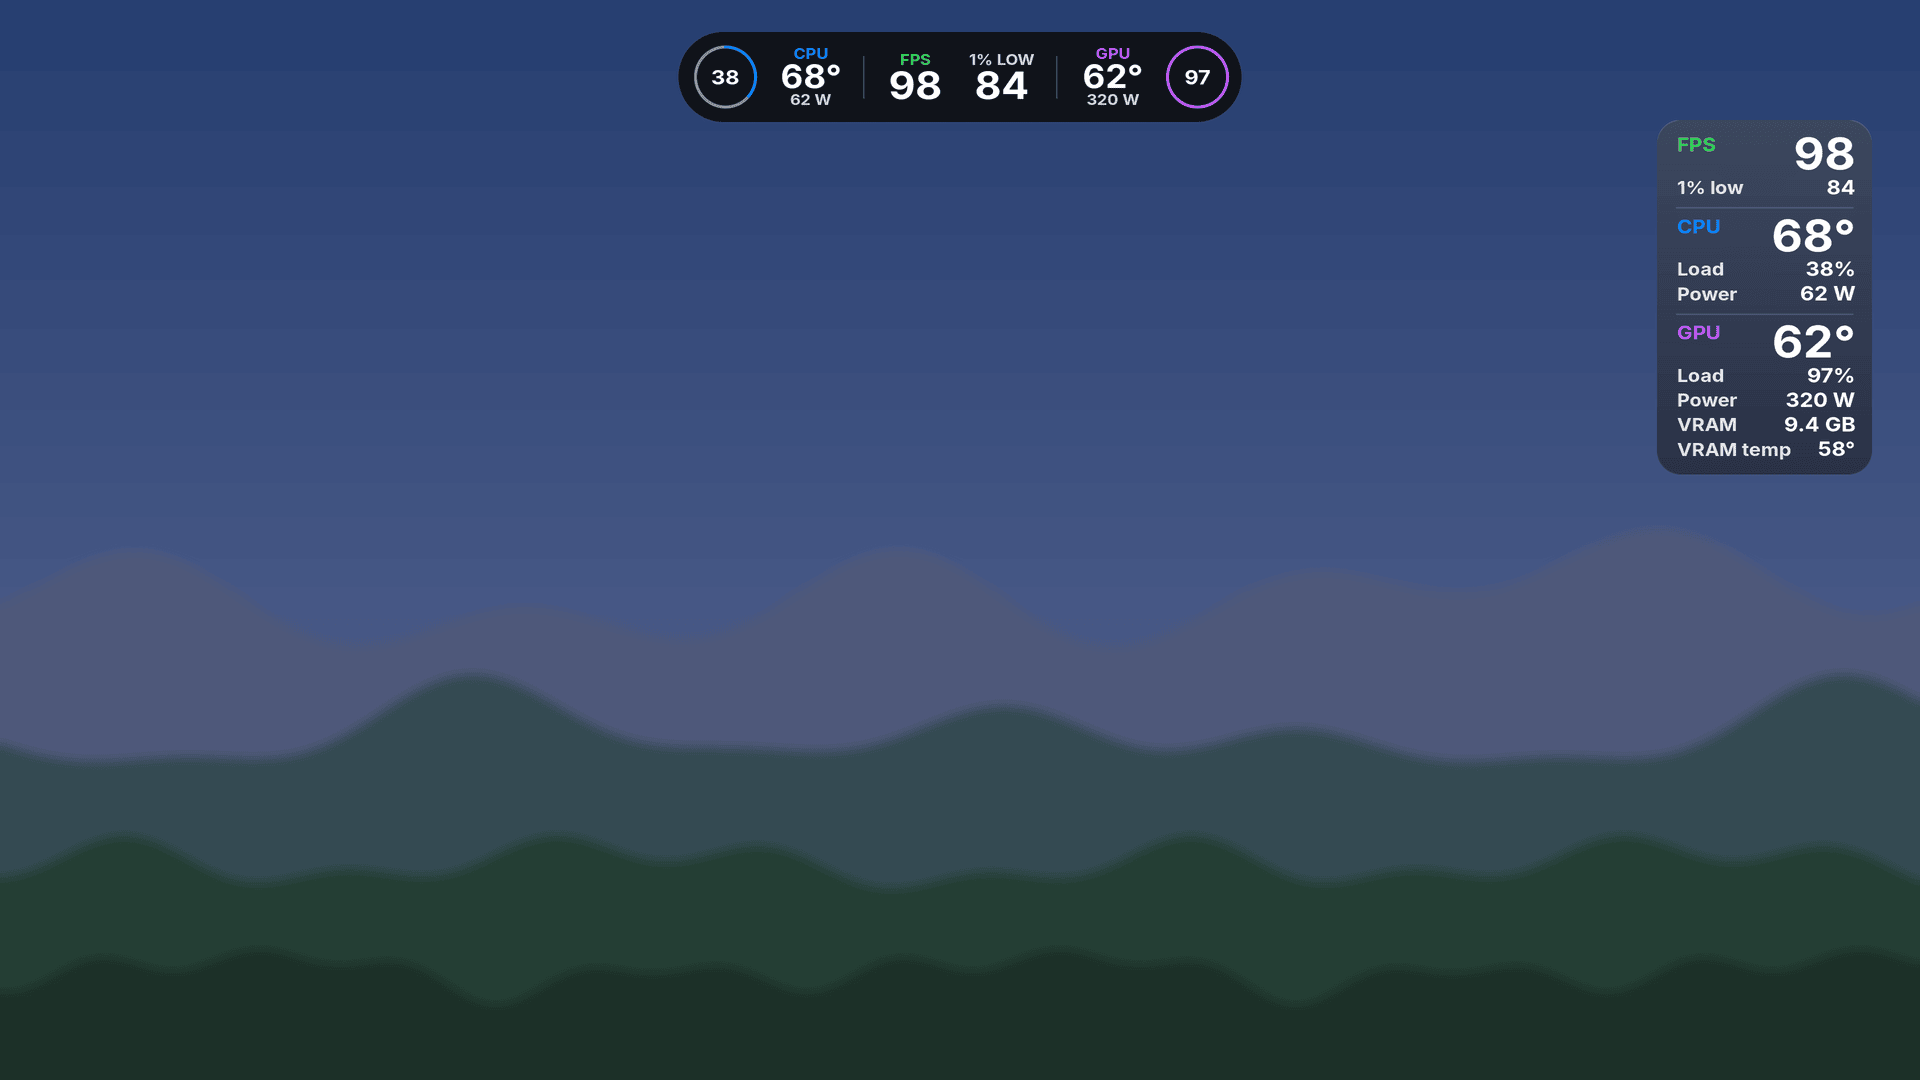 38
CPU
68°
62 W
FPS
98
1% LOW
84
GPU
62°
320 W
97
FPS 98
1% low 84
CPU 68°
Load 38%
Power 62 W
GPU 62°
Load 97%
Power 320 W
VRAM 9.4 GB
VRAM temp 58°